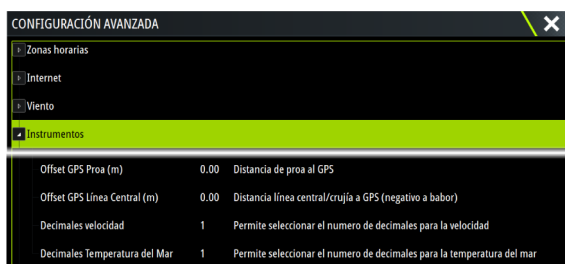 CONFIGURACIÓN AVANZADA
Zonas horarias
Internet
Viento
Instrumentos
Offset GPS Proa (m) 0.00 Distancia de proa al GPS
Offset GPS Línea Central (m) 0.00 Distancia línea central/crujía a GPS (negativo a babor)
Decimales velocidad 1 Permite seleccionar el numero de decimales para la velocidad
Decimales Temperatura del Mar 1 Permite seleccionar el numero de decimales para la temperatura del mar